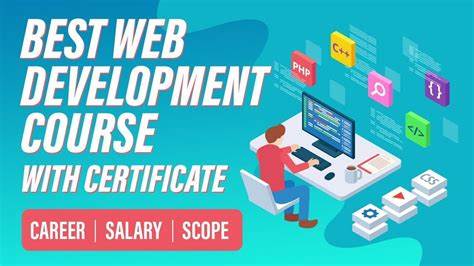 BEST WEB
DEVELOPMENT
COURSE
WITH CERTIFICATE
CAREER | SALARY | SCOPE
PHP
C++
{}
</>
CSS